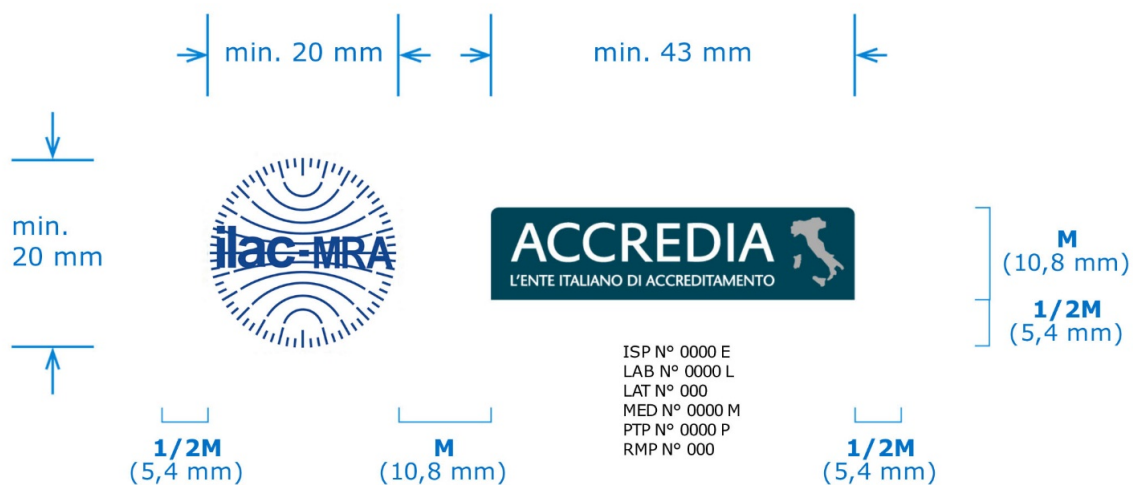 min. 20 mm
min. 43 mm
min.
20 mm
ilac-MRA
ACCREDIA
L'ENTE ITALIANO DI ACCREDITAMENTO
M
(10,8 mm)
1/2M
(5,4 mm)
ISP N° 0000 E
LAB N° 0000 L
LAT N° 000
MED N° 0000 M
PTP N° 0000 P
RMP N° 000
1/2M
(5,4 mm)
M
(10,8 mm)
1/2M
(5,4 mm)